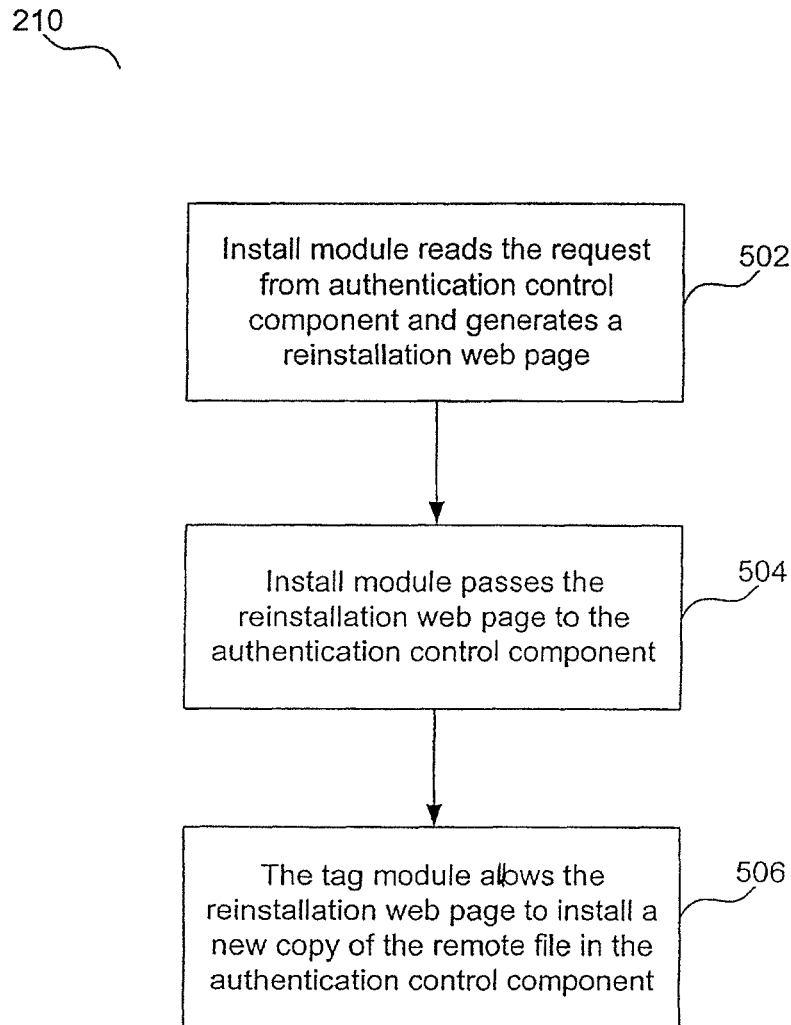 210
Install module reads the request
from authentication control
component and generates a
reinstallation web page
502
Install module passes the
reinstallation web page to the
authentication control component
504
The tag module allows the
reinstallation web page to install a
new copy of the remote file in the
authentication control component
506